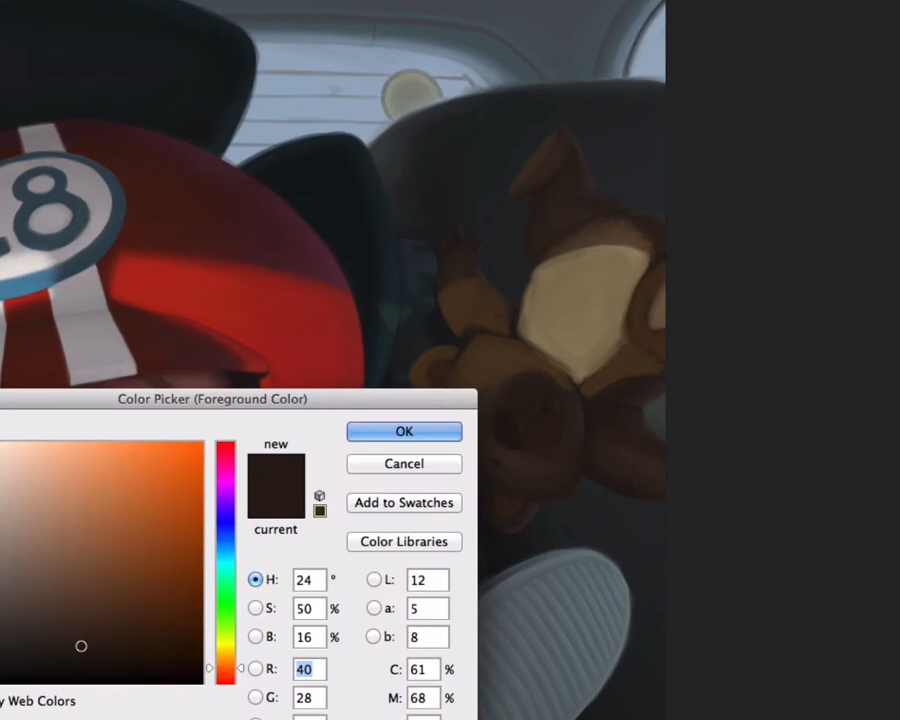 8
Color Picker (Foreground Color)
OK
new
Cancel
Add to Swatches
current
Color Libraries
H: 24 ° L: 12
S: 50 % a: 5
B: 16 % b: 8
R: 40 C: 61 %
G: 28 M: 68 %
y Web Colors